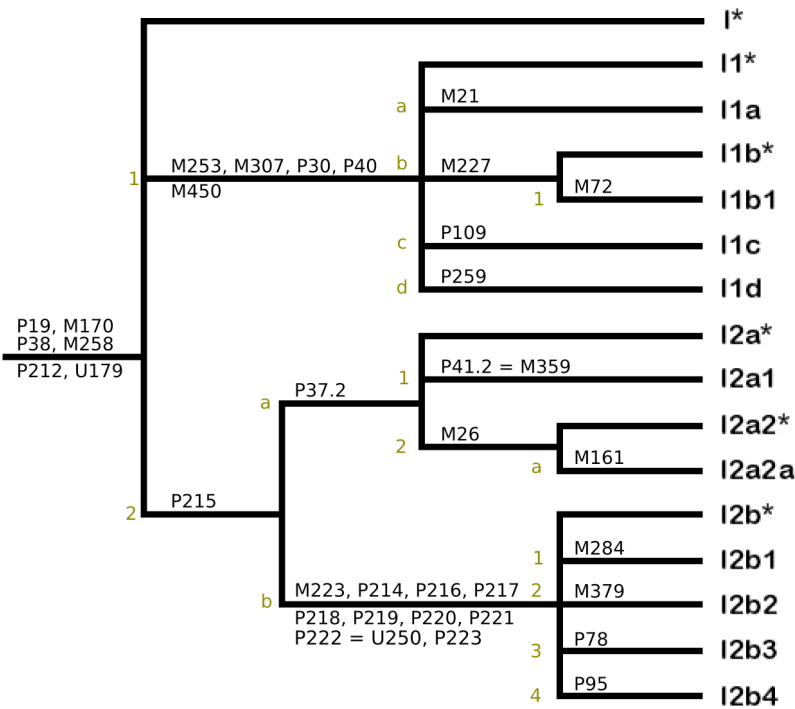 I*
I1*
M21
a
I1a
M253, M307, P30, P40
b
M227
I1b*
1
M450
M72
1
I1b1
P109
c
I1c
P259
d
I1d
P19, M170
P38, M258
P212, U179
I2a*
P41.2 = M359
1
I2a1
P37.2
a
M26
2
I2a2*
M161
a
I2a2a
P215
2
I2b*
M284
1
I2b1
M223, P214, P216, P217
2
M379
b
I2b2
P218, P219, P220, P221
P222 = U250, P223
P78
3
I2b3
P95
4
I2b4